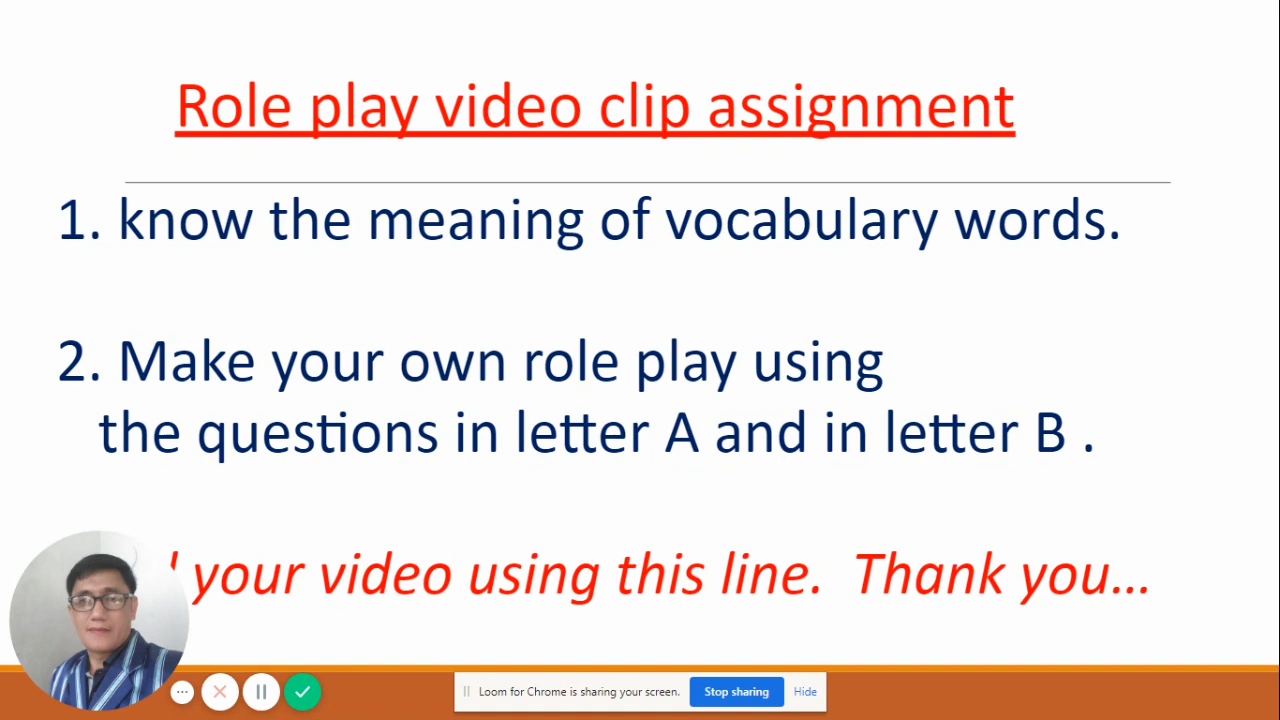 Role play video clip assignment
1. know the meaning of vocabulary words.
2. Make your own role play using
the questions in letter A and in letter B .
your video using this line. Thank you...
Loom for Chrome is sharing your screen. Stop sharing Hide